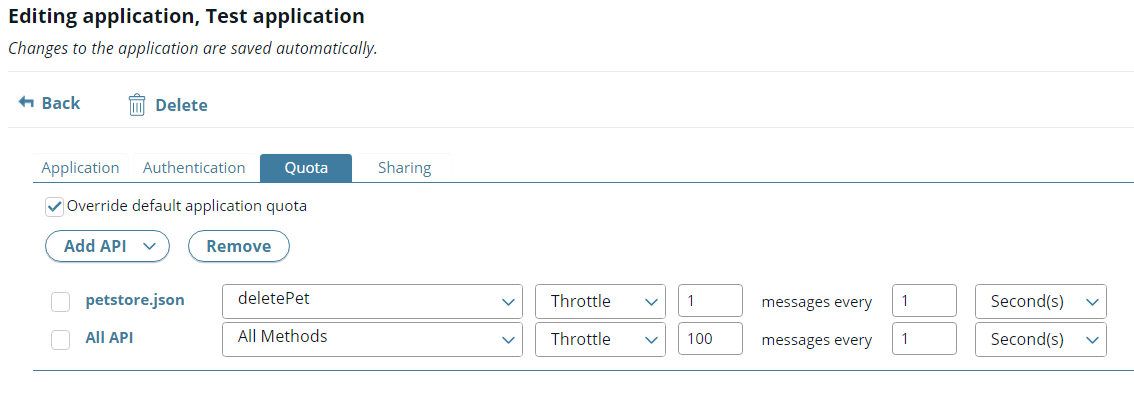 Editing application, Test application
Changes to the application are saved automatically.
Back Delete
Application Authentication Quota Sharing
Override default application quota
Add API Remove
petstore.json deletePet Throttle 1 messages every 1 Second(s)
All API All Methods Throttle 100 messages every 1 Second(s)